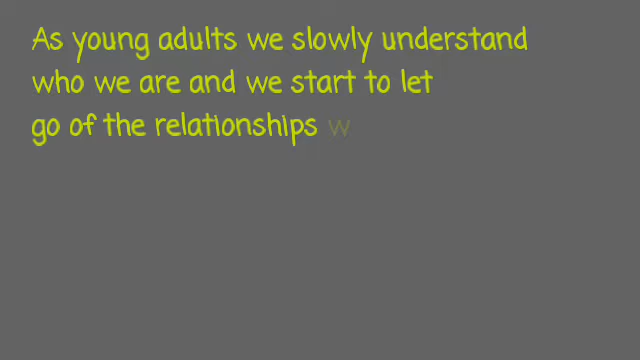 As young adults we slowly understand
who we are and we start to let
go of the relationships w